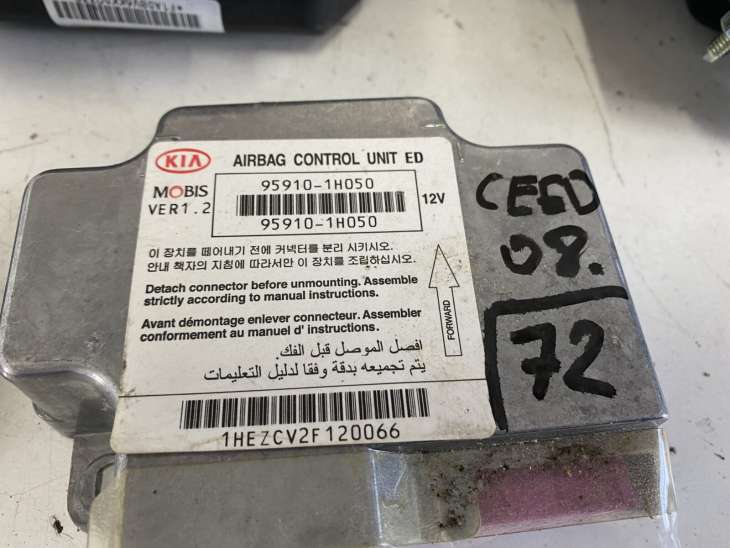 KIA AIRBAG CONTROL UNIT ED
MOBIS
VER1.2
95910-1H050
95910-1H050
12V
이 장치를 떼어내기 전에 커넥터를 분리 시키시오.
안내 책자의 지침에 따라서만 이 장치를 조립하십시오.
Detach connector before unmounting. Assemble
strictly according to manual instructions.
Avant démontage enlever connecteur. Assembler
conformement au manuel d' instructions.
افصل الموصل قبل الفك.
يتم تجميعه بدقة وفقا لدليل التعليمات
FORWARD
1HEZCV2F120066
CEED
08.
72